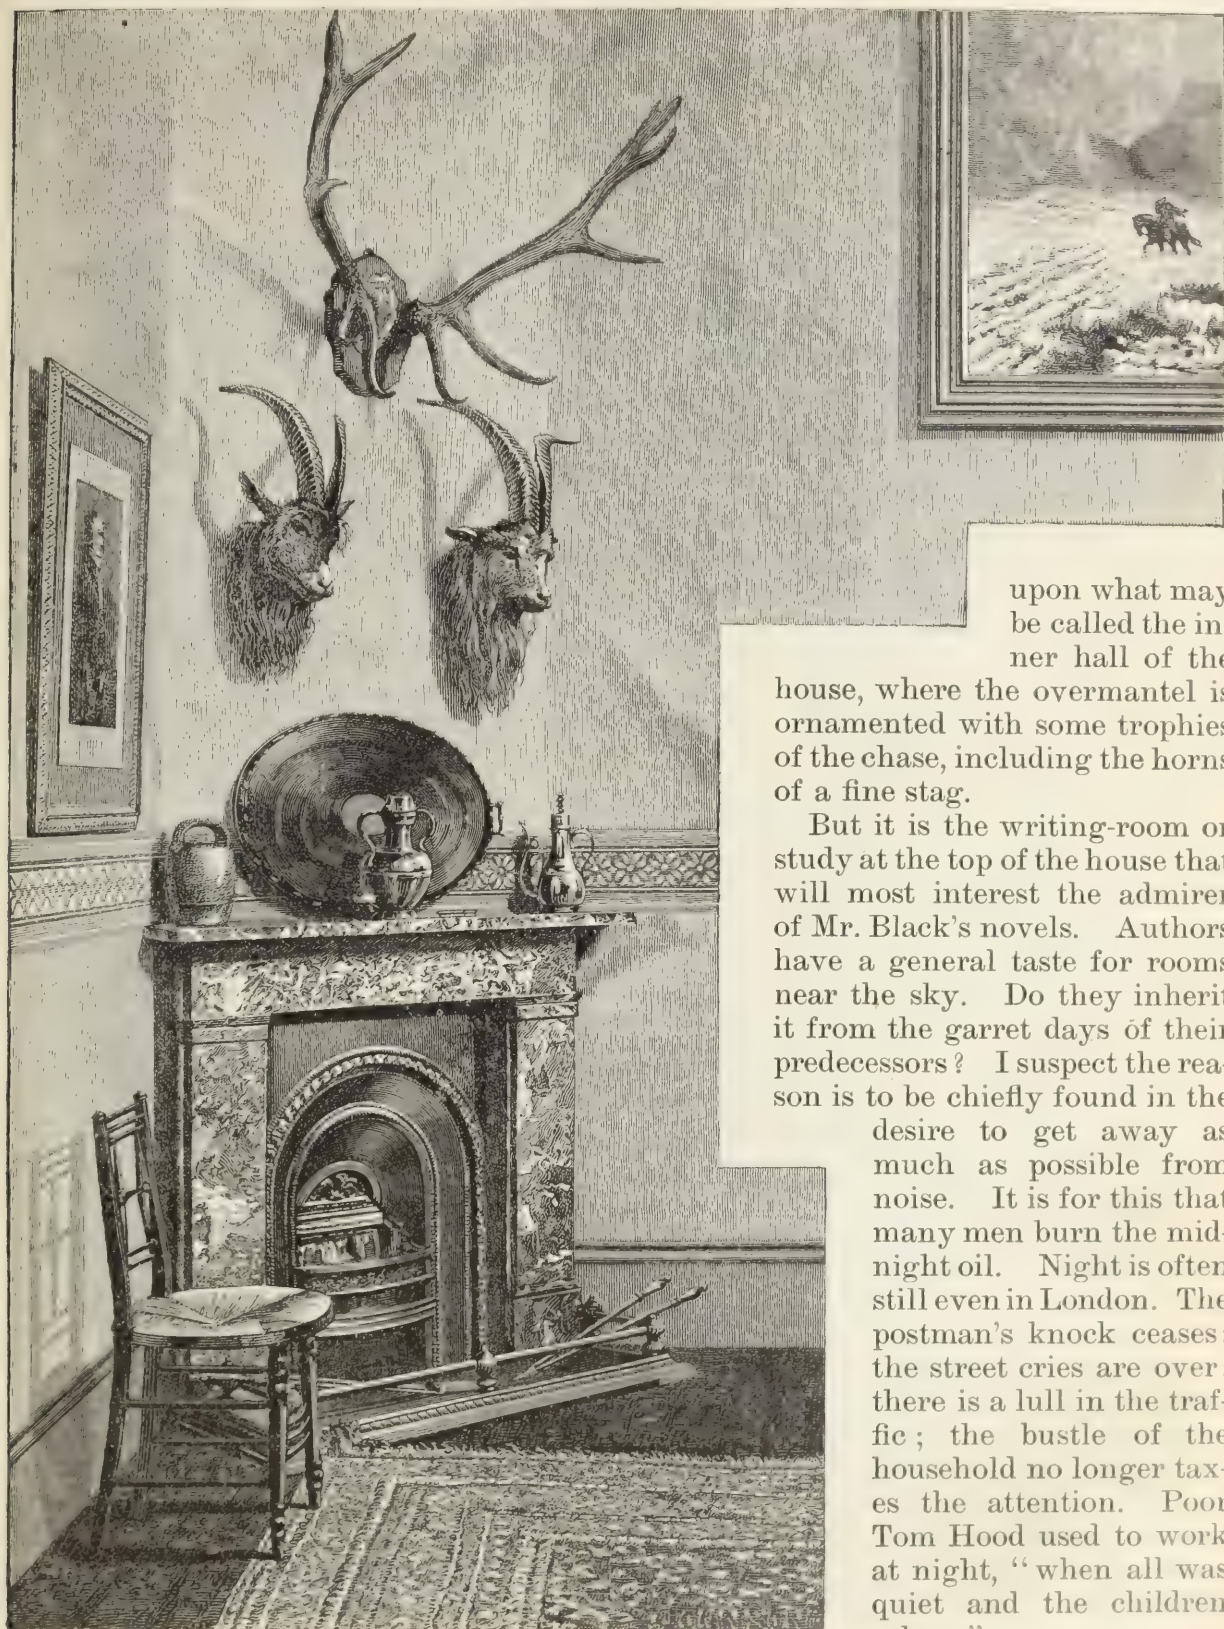 upon what may
be called the in-
ner hall of the
house, where the overmantel is
ornamented with some trophies
of the chase, including the horns
of a fine stag.
But it is the writing-room or
study at the top of the house that
will most interest the admirer
of Mr. Black's novels. Authors
have a general taste for rooms
near the sky. Do they inherit
it from the garret days of their
predecessors? I suspect the rea-
son is to be chiefly found in the
desire to get away as
much as possible from
noise. It is for this that
many men burn the mid-
night oil. Night is often
still even in London. The
postman's knock ceases;
the street cries are over;
there is a lull in the traf-
fic; the bustle of the
household no longer tax-
es the attention. Poor
Tom Hood used to work
at night, "when all was
quiet and the children